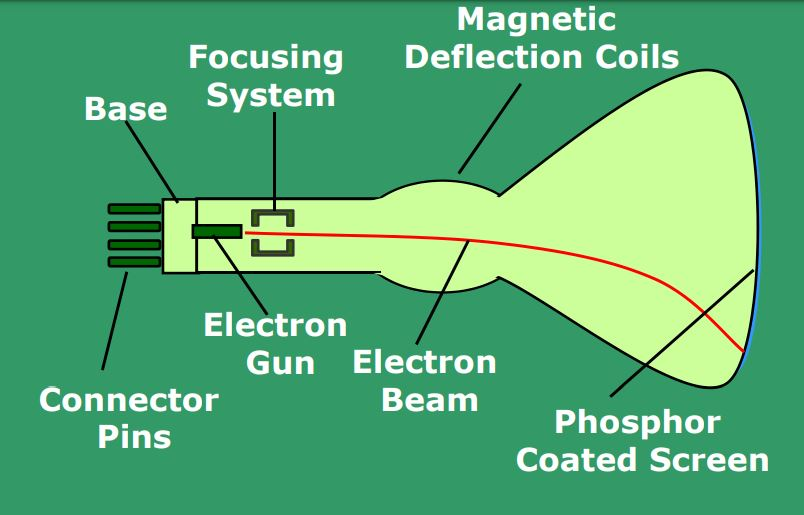 Magnetic
Deflection Coils
Focusing
System
Base
Electron
Gun
Electron
Beam
Connector
Pins
Phosphor
Coated Screen